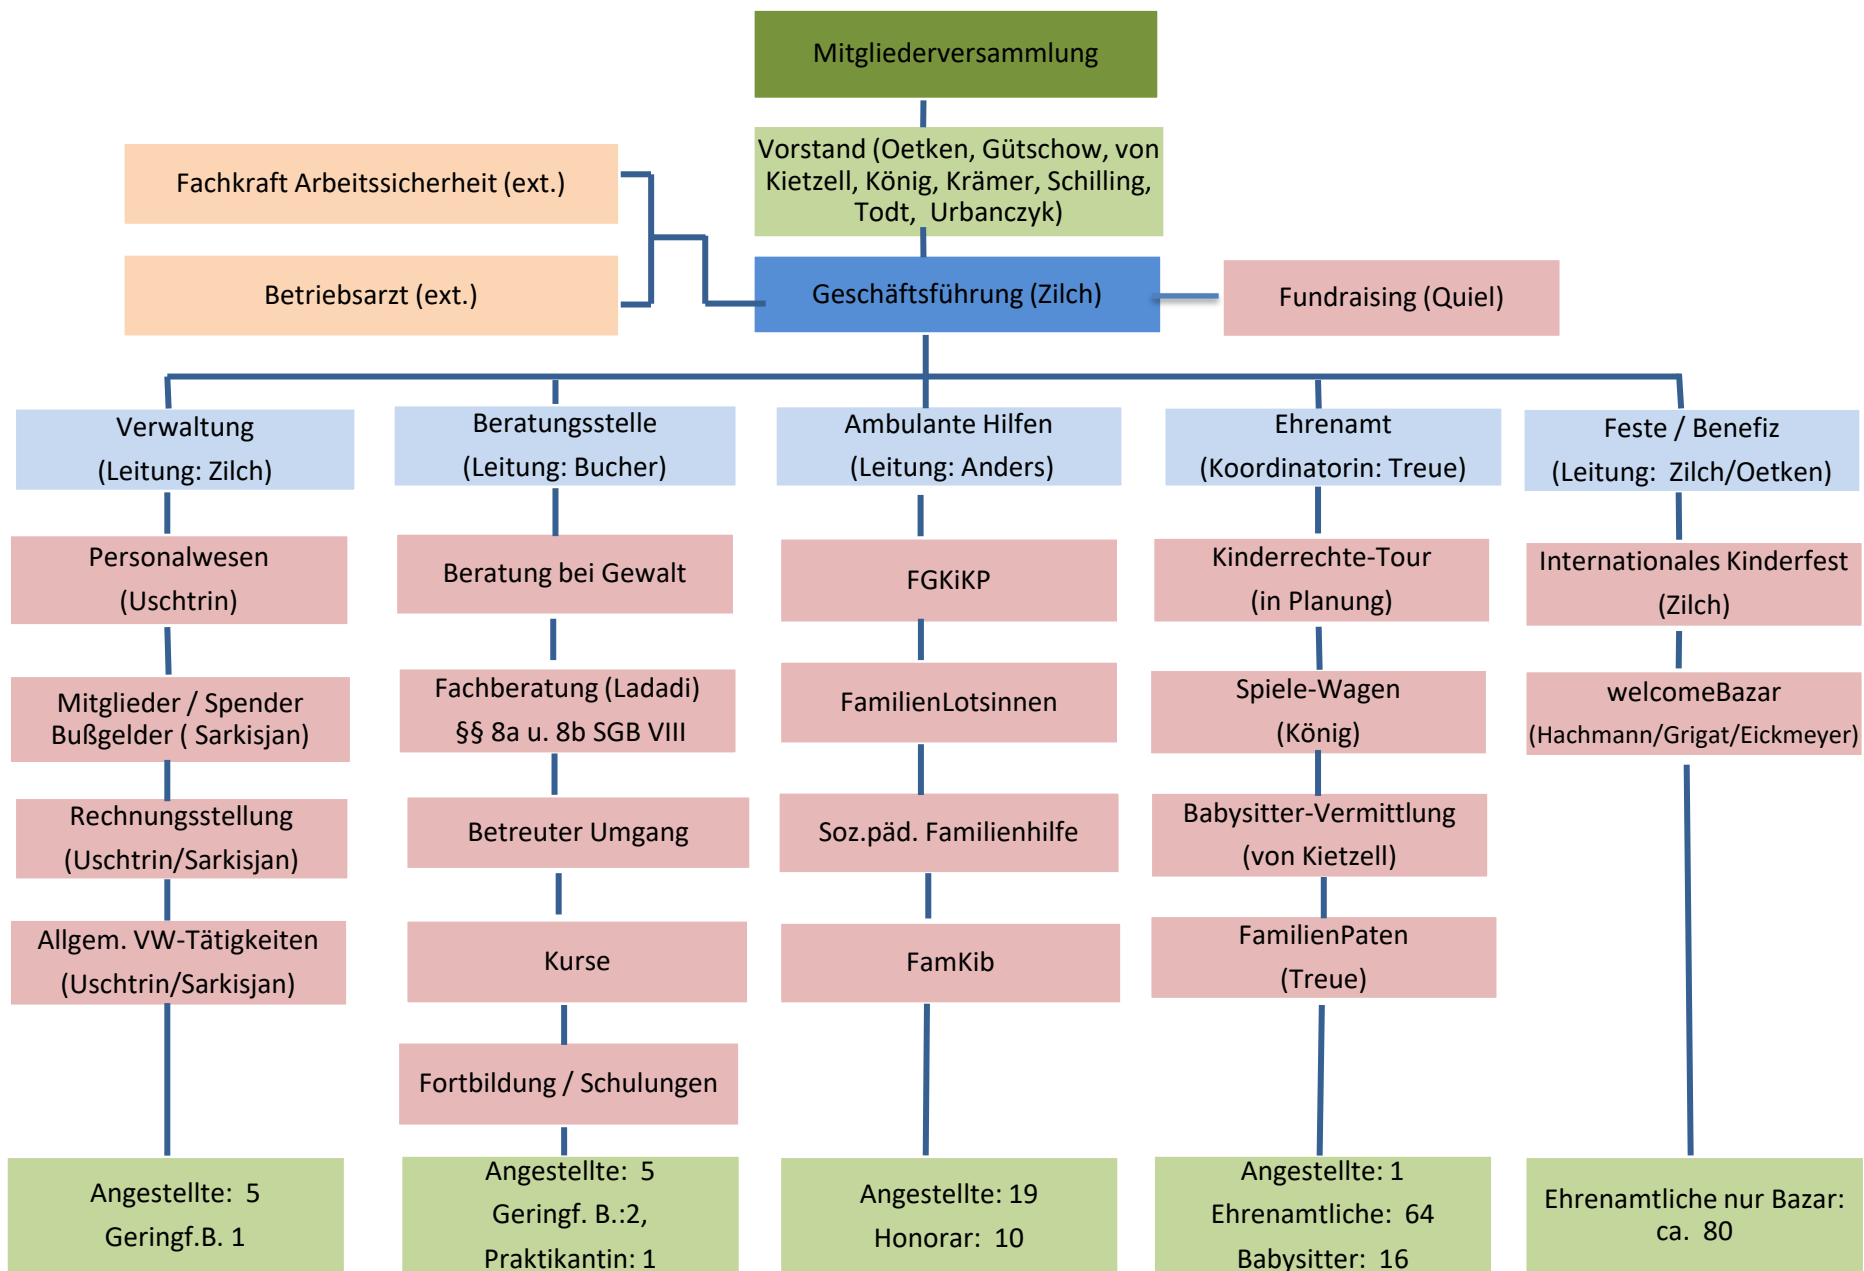 Mitgliederversammlung
Vorstand (Oetken, Gütschow, von
Kietzell, König, Krämer, Schilling,
Todt, Urbanczyk)
Fachkraft Arbeitssicherheit (ext.)
Betriebsarzt (ext.)
Geschäftsführung (Zilch)
Fundraising (Quiel)
Verwaltung
(Leitung: Zilch)
Personalwesen
(Uschtrin)
Mitglieder / Spender
Bußgelder ( Sarkisjan)
Rechnungsstellung
(Uschtrin/Sarkisjan)
Allgem. VW-Tätigkeiten
(Uschtrin/Sarkisjan)
Angestellte: 5
Geringf.B. 1
Beratungsstelle
(Leitung: Bucher)
Beratung bei Gewalt
Fachberatung (Ladadi)
§§ 8a u. 8b SGB VIII
Betreuter Umgang
Kurse
Fortbildung / Schulungen
Angestellte: 5
Geringf. B.:2,
Praktikantin: 1
Ambulante Hilfen
(Leitung: Anders)
FGKiKP
FamilienLotsinnen
Soz.päd. Familienhilfe
FamKib
Angestellte: 19
Honorar: 10
Ehrenamt
(Koordinatorin: Treue)
Kinderrechte-Tour
(in Planung)
Spiele-Wagen
(König)
Babysitter-Vermittlung
(von Kietzell)
FamilienPaten
(Treue)
Angestellte: 1
Ehrenamtliche: 64
Babysitter: 16
Feste / Benefiz
(Leitung: Zilch/Oetken)
Internationales Kinderfest
(Zilch)
welcomeBazar
(Hachmann/Grigat/Eickmeyer)
Ehrenamtliche nur Bazar:
ca. 80